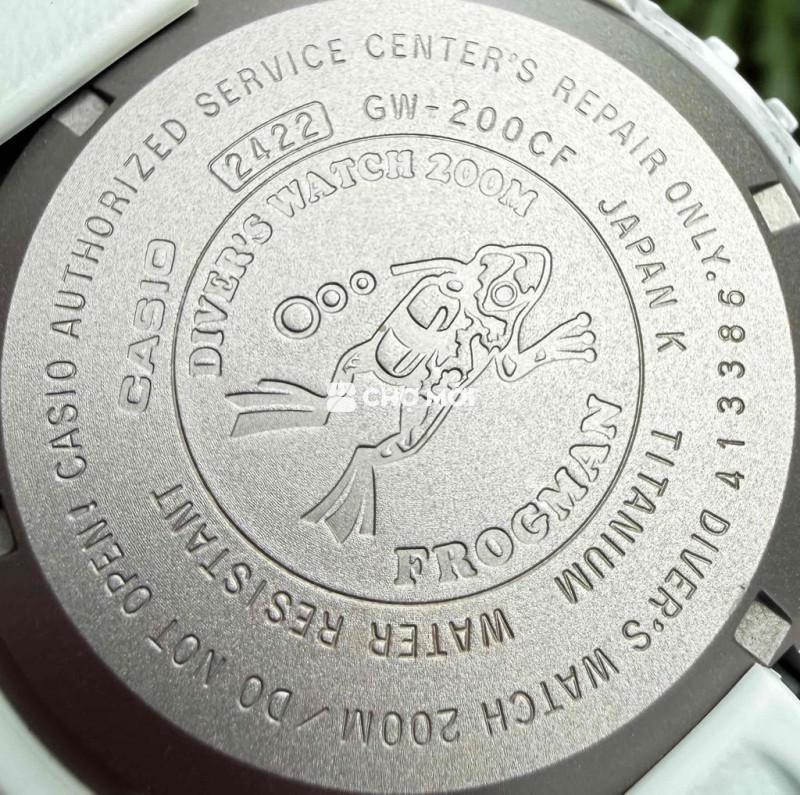 DO NOT OPEN! CASIO AUTHORIZED SERVICE CENTER'S REPAIR ONLY. 413386 DIVER'S WATCH 200M /
CASIO 2422 GW-200CF JAPAN K TITANIUM WATER RESISTANT
DIVER'S WATCH 200M
CHỢ MỚI
FROGMAN